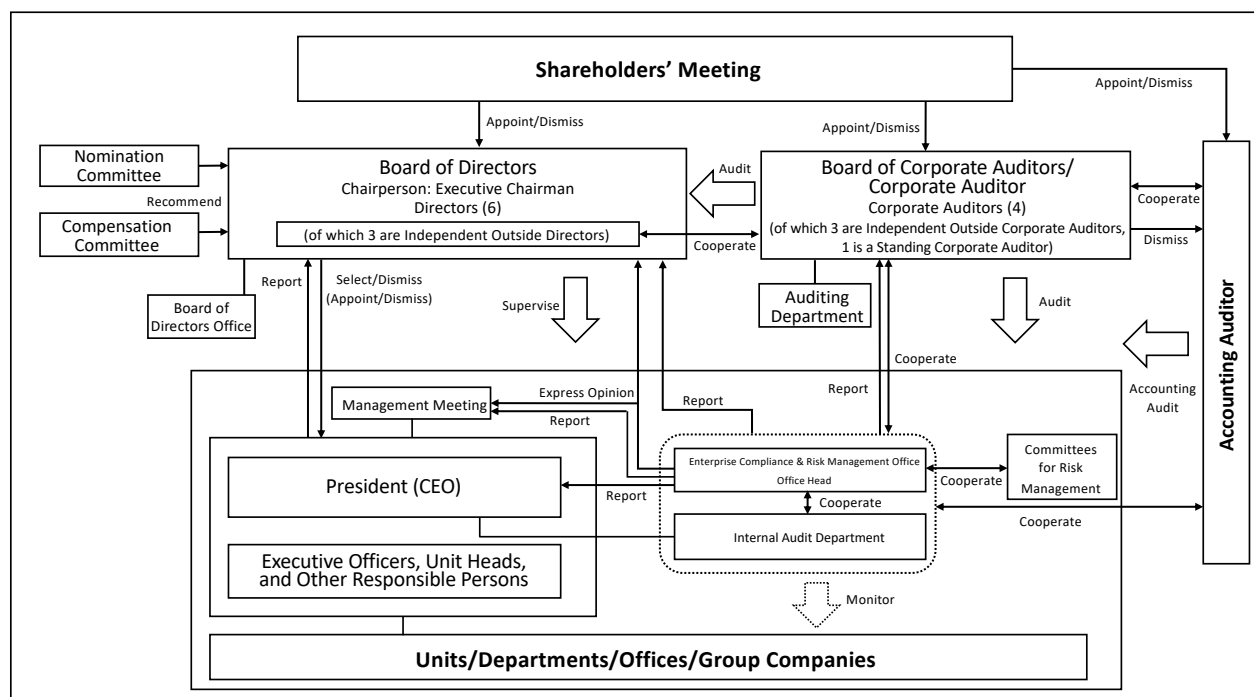 Shareholders’ Meeting
Appoint/Dismiss
Appoint/Dismiss
Appoint/Dismiss
Nomination
Committee
Recommend
Compensation
Committee
Board of Directors
Chairperson: Executive Chairman
Directors (6)
(of which 3 are Independent Outside Directors)
Audit
Cooperate
Board of Corporate Auditors/
Corporate Auditor
Corporate Auditors (4)
(of which 3 are Independent Outside Corporate Auditors,
1 is a Standing Corporate Auditor)
Cooperate
Dismiss
Accounting Auditor
Board of
Directors Office
Report
Select/Dismiss
(Appoint/Dismiss)
Supervise
Auditing
Department
Audit
Cooperate
Report
Accounting
Audit
Express Opinion
Report
Report
Management Meeting
President (CEO)
Report
Enterprise Compliance & Risk Management Office
Office Head
Cooperate
Internal Audit Department
Cooperate
Committees
for Risk
Management
Cooperate
Executive Officers, Unit Heads,
and Other Responsible Persons
Monitor
Units/Departments/Offices/Group Companies